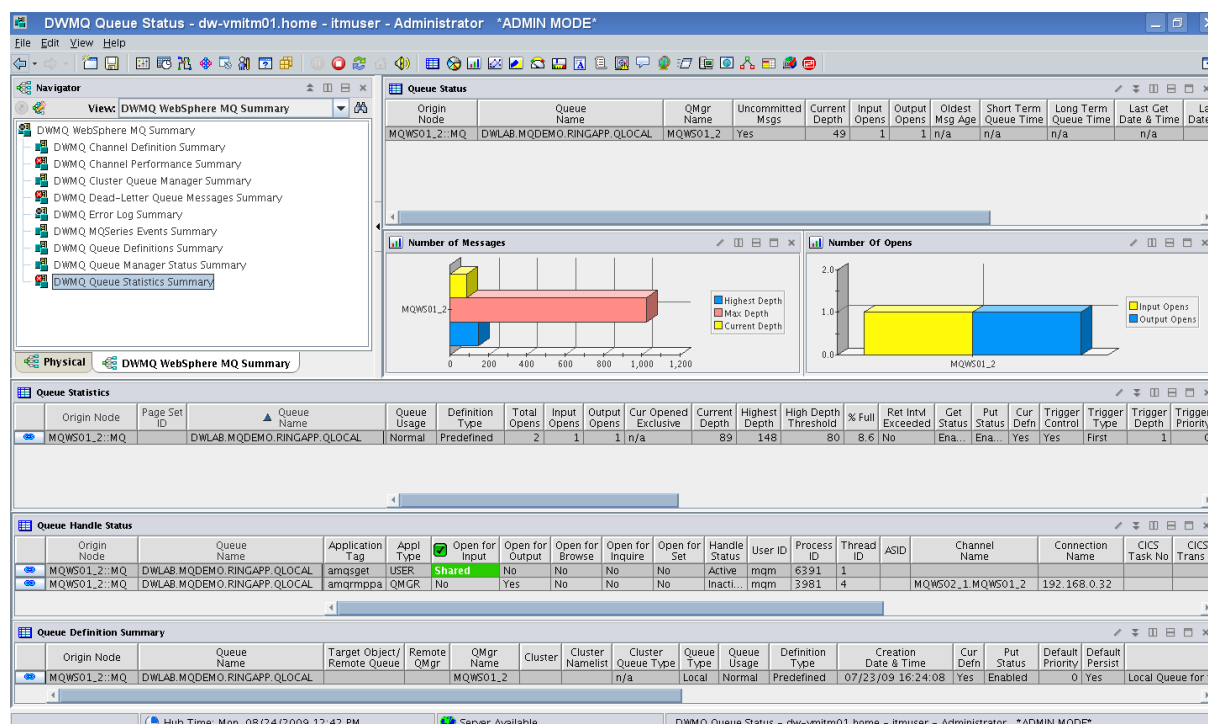 DWMQ Queue Status - dw-vmitm01.home - itmuser - Administrator *ADMIN MODE*
File Edit View Help
Navigator
View: DWMQ WebSphere MQ Summary
DWMQ WebSphere MQ Summary
DWMQ Channel Definition Summary
DWMQ Channel Performance Summary
DWMQ Cluster Queue Manager Summary
DWMQ Dead-Letter Queue Messages Summary
DWMQ Error Log Summary
DWMQ MQSeries Events Summary
DWMQ Queue Definitions Summary
DWMQ Queue Manager Status Summary
DWMQ Queue Statistics Summary
Physical DWMQ WebSphere MQ Summary
Queue Status
Origin Queue QMgr Uncommitted Current Input Output Oldest Short Term Long Term Last Get La
Node Name Name Msgs Depth Opens Opens Msg Age Queue Time Queue Time Date & Time Date
MQWS01_2::MQ DWLAB.MQDEMO.RINGAPP.QLOCAL MQWS01_2 Yes 49 1 1 n/a n/a n/a n/a
Number of Messages
MQWS01_2
0 200 400 600 800 1,000 1,200
Highest Depth
Max Depth
Current Depth
Number Of Opens
2.0
1.0
0.0
MQWS01_2
Input Opens
Output Opens
Queue Statistics
Origin Node Page Set Queue Queue Definition Total Input Output Cur Opened Current Highest High Depth % Full Ret Intvl Get Put Cur Trigger Trigger Trigger Trigger
ID Name Usage Type Opens Opens Opens Exclusive Depth Depth Threshold Exceeded Status Status Defn Control Type Depth Priority
MQWS01_2::MQ DWLAB.MQDEMO.RINGAPP.QLOCAL Normal Predefined 2 1 1 n/a 89 148 80 8.6 No Ena... Ena... Yes Yes First 1 0
Queue Handle Status
Origin Queue Application Appl Open for Open for Open for Open for Open for Handle User ID Process Thread ASID Channel Connection CICS CICS
Node Name Tag Type Input Output Browse Inquire Set Status ID ID Name Name Task No Trans
MQWS01_2::MQ DWLAB.MQDEMO.RINGAPP.QLOCAL amqsget USER Shared No No No No Active mqm 6391 1
MQWS01_2::MQ DWLAB.MQDEMO.RINGAPP.QLOCAL amqrmppa QMGR No Yes No No No Inacti... mqm 3981 4 MQWS02_1.MQWS01_2 192.168.0.32
Queue Definition Summary
Origin Node Queue Target Object/ Remote QMgr Cluster Cluster Cluster Queue Queue Definition Creation Cur Put Default Default
Name Remote Queue QMgr Name Namelist Queue Type Type Usage Type Date & Time Defn Status Priority Persist
MQWS01_2::MQ DWLAB.MQDEMO.RINGAPP.QLOCAL MQWS01_2 n/a Local Normal Predefined 07/23/09 16:24:08 Yes Enabled 0 Yes Local Queue for
Hub Time: Mon, 08/24/2009 12:42 PM Server Available DWMQ Queue Status - dw-vmitm01.home - itmuser - Administrator *ADMIN MODE*